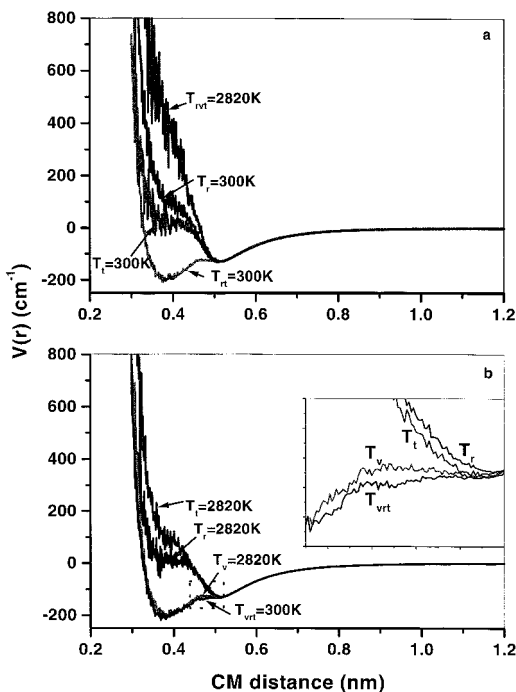 800
a
600
T_rvt=2820K
400
200
T_r=300K
0
T_t=300K
T_rt=300K
-200
0.2 0.4 0.6 0.8 1.0 1.2
V(r) (cm⁻¹)
800
b
600
400
T_v
T_t
T_r
T_vrt
200
T_t=2820K
T_r=2820K
0
T_v=2820K
-200
T_vrt=300K
0.2 0.4 0.6 0.8 1.0 1.2
CM distance (nm)